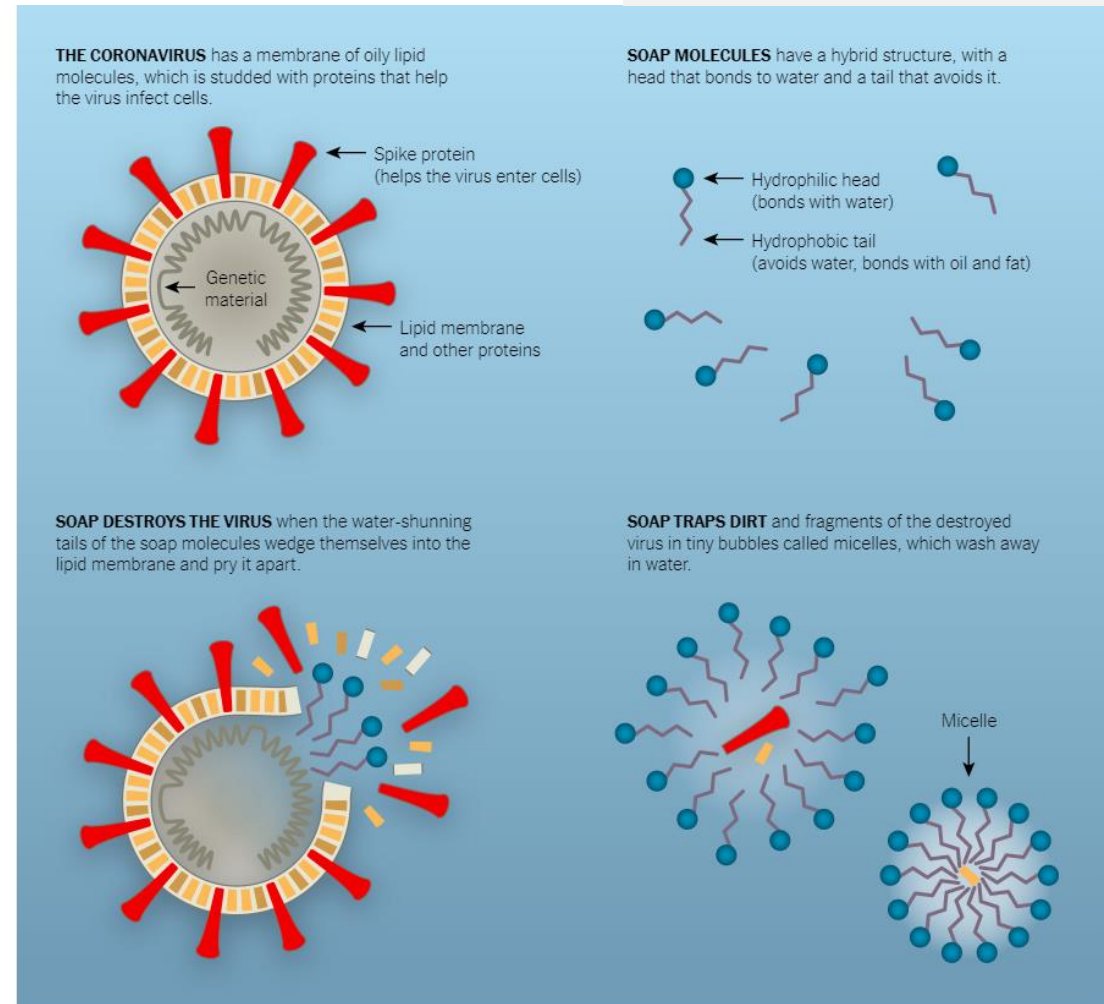 THE CORONAVIRUS has a membrane of oily lipid
molecules, which is studded with proteins that help
the virus infect cells.
Spike protein
(helps the virus enter cells)
Genetic
material
Lipid membrane
and other proteins
SOAP MOLECULES have a hybrid structure, with a
head that bonds to water and a tail that avoids it.
Hydrophilic head
(bonds with water)
Hydrophobic tail
(avoids water, bonds with oil and fat)
SOAP DESTROYS THE VIRUS when the water-shunning
tails of the soap molecules wedge themselves into the
lipid membrane and pry it apart.
SOAP TRAPS DIRT and fragments of the destroyed
virus in tiny bubbles called micelles, which wash away
in water.
Micelle